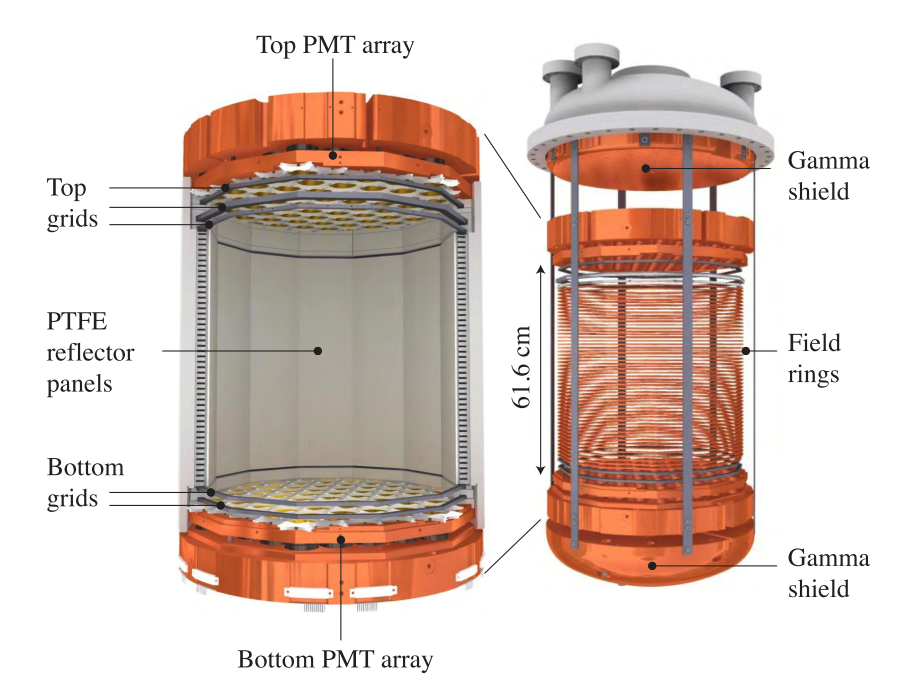 Top PMT array
Top
grids
PTFE
reflector
panels
Bottom
grids
Bottom PMT array
Gamma
shield
61.6 cm
Field
rings
Gamma
shield